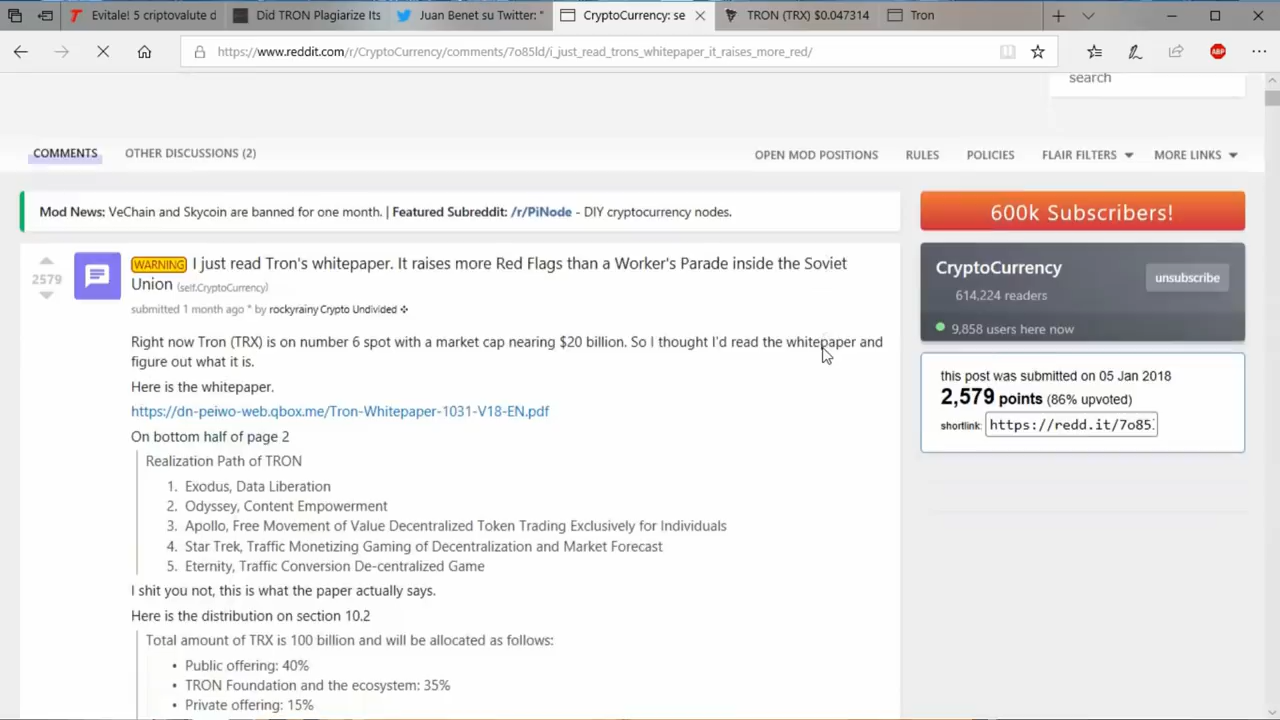 Evitale! 5 criptovalute d
Did TRON Plagiarize Its
Juan Benet su Twitter: "
CryptoCurrency: se
TRON (TRX) $0.047314
Tron
https://www.reddit.com/r/CryptoCurrency/comments/7o85ld/i_just_read_trons_whitepaper_it_raises_more_red/
ABP
search
COMMENTS
OTHER DISCUSSIONS (2)
OPEN MOD POSITIONS
RULES
POLICIES
FLAIR FILTERS
MORE LINKS
Mod News: VeChain and Skycoin are banned for one month. | Featured Subreddit: /r/PiNode - DIY cryptocurrency nodes.
600k Subscribers!
2579
WARNING I just read Tron's whitepaper. It raises more Red Flags than a Worker's Parade inside the Soviet
Union (self.CryptoCurrency)
submitted 1 month ago * by rockyrainy Crypto Undivided
Right now Tron (TRX) is on number 6 spot with a market cap nearing $20 billion. So I thought I'd read the whitepaper and
figure out what it is.
Here is the whitepaper.
https://dn-peiwo-web.qbox.me/Tron-Whitepaper-1031-V18-EN.pdf
On bottom half of page 2
Realization Path of TRON
1. Exodus, Data Liberation
2. Odyssey, Content Empowerment
3. Apollo, Free Movement of Value Decentralized Token Trading Exclusively for Individuals
4. Star Trek, Traffic Monetizing Gaming of Decentralization and Market Forecast
5. Eternity, Traffic Conversion De-centralized Game
I shit you not, this is what the paper actually says.
Here is the distribution on section 10.2
Total amount of TRX is 100 billion and will be allocated as follows:
• Public offering: 40%
• TRON Foundation and the ecosystem: 35%
• Private offering: 15%
CryptoCurrency
unsubscribe
614,224 readers
9,858 users here now
this post was submitted on 05 Jan 2018
2,579 points (86% upvoted)
shortlink: https://redd.it/7o85